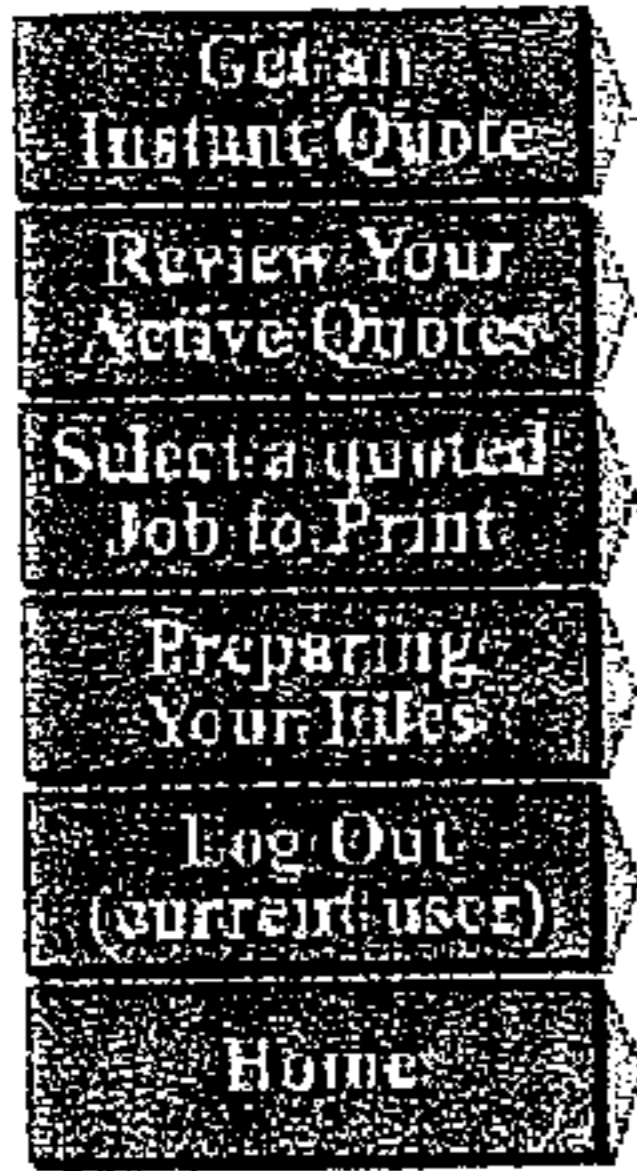 Get an
Instant Quote
Review Your
Active Quotes
Select a quoted
Job to Print
Preparing
Your Files
Log Out
(current user)
Home